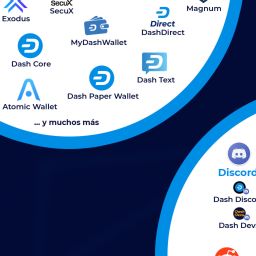 SecuX
SecuX
Exodus
Magnum
Direct
DashDirect
MyDashWallet
Dash Core
Dash Text
Dash Paper Wallet
Atomic Wallet
... y muchos más
Discord
Dash Disco
Dash Dev